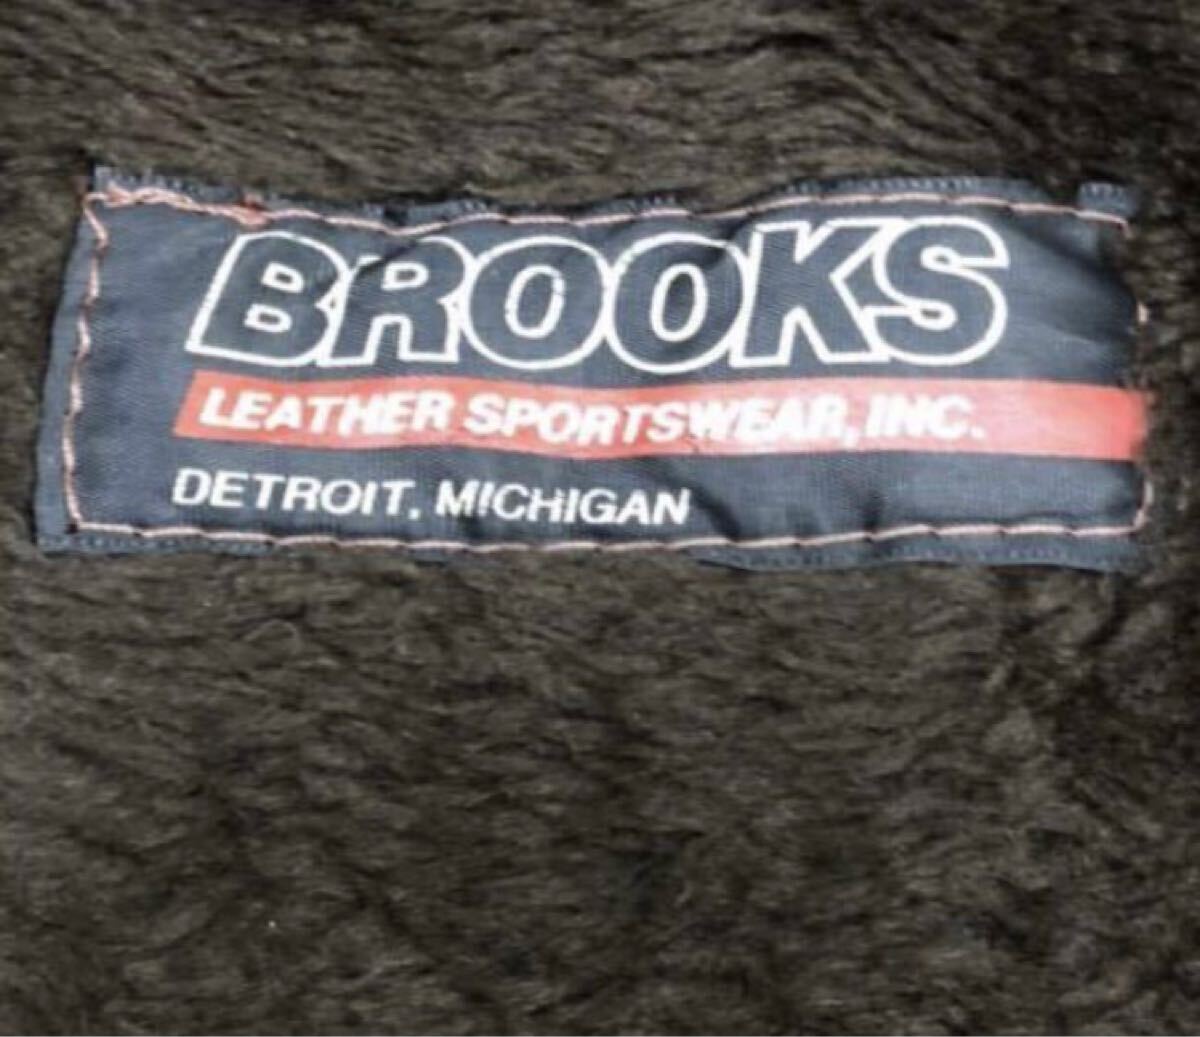 BROOKS
LEATHER SPORTSWEAR, INC.
DETROIT. MICHIGAN